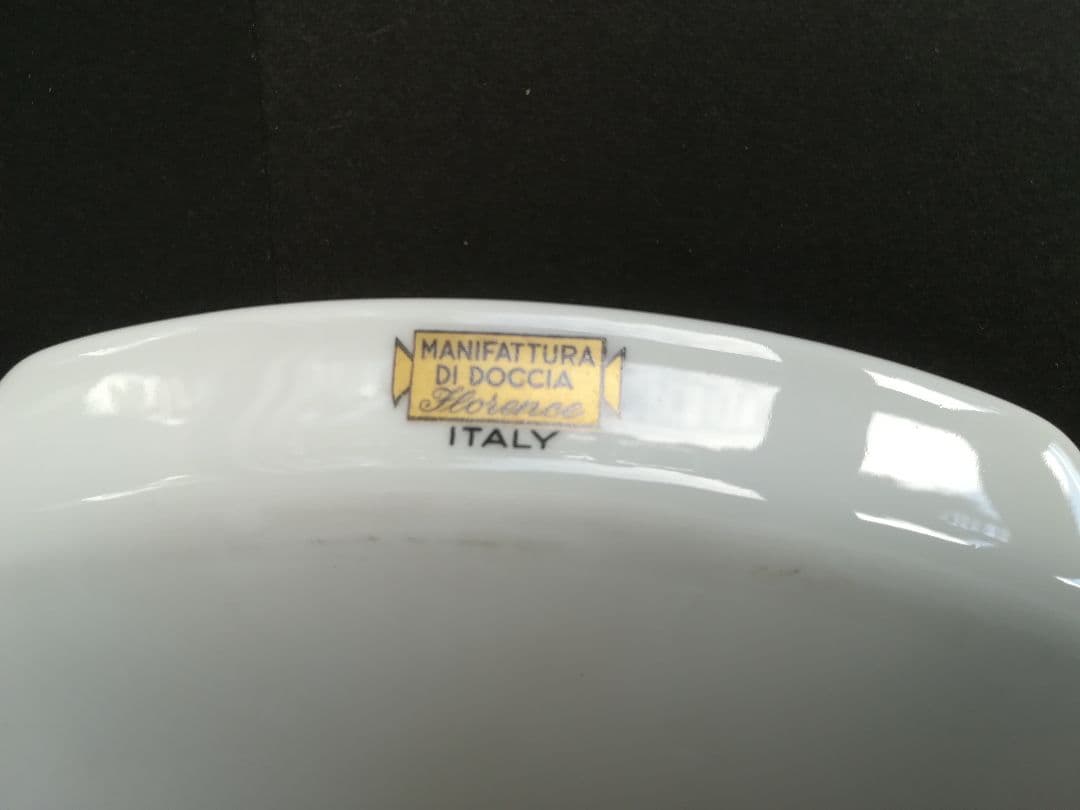 MANIFATTURA
DI DOCCIA
Florence
ITALY